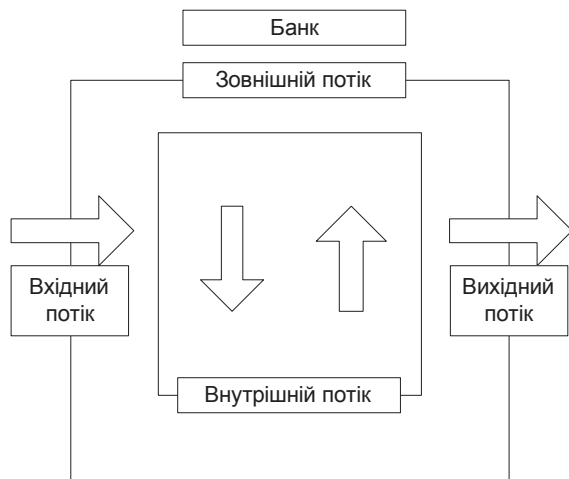 Банк
Зовнішній потік
Вхідний
потік
Вихідний
потік
Внутрішній потік